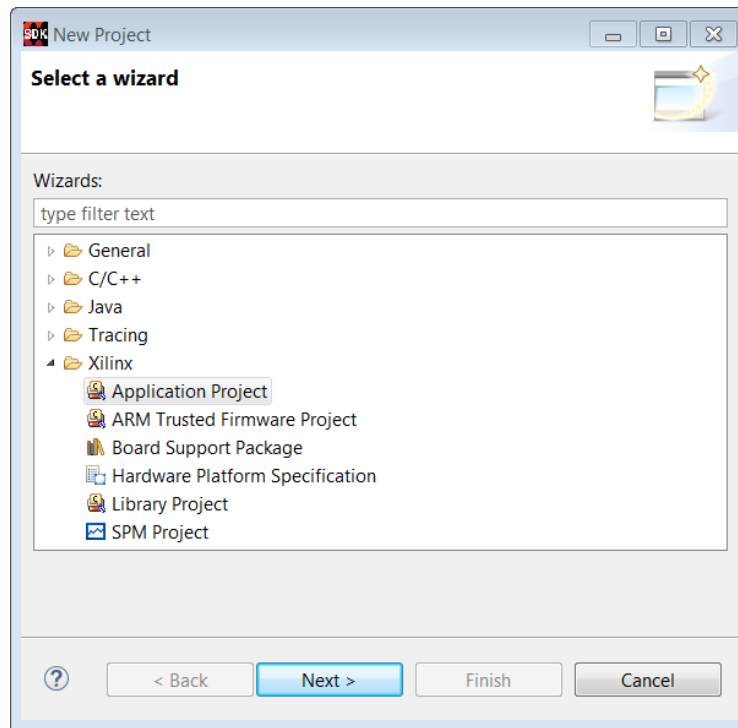 SDK New Project
Select a wizard
Wizards:
type filter text
General
C/C++
Java
Tracing
Xilinx
Application Project
ARM Trusted Firmware Project
Board Support Package
Hardware Platform Specification
Library Project
SPM Project
? < Back Next > Finish Cancel